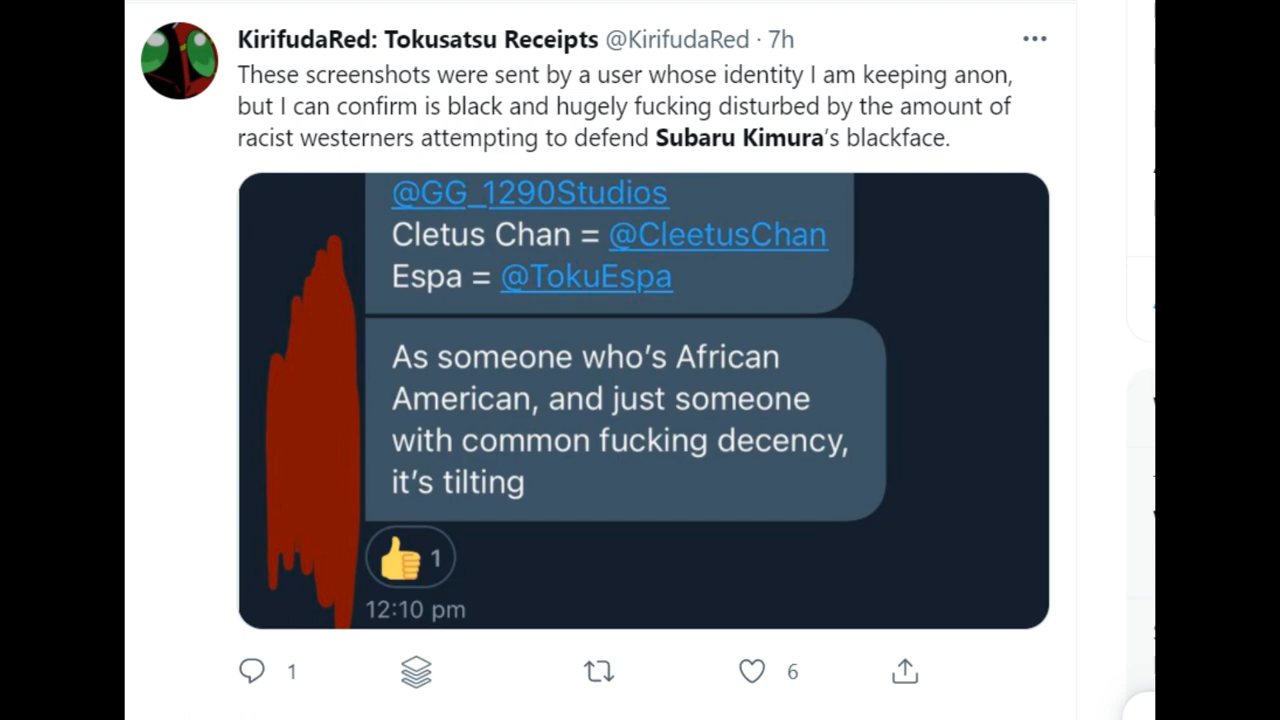 KirifudaRed: Tokusatsu Receipts @KirifudaRed · 7h
These screenshots were sent by a user whose identity I am keeping anon,
but I can confirm is black and hugely fucking disturbed by the amount of
racist westerners attempting to defend Subaru Kimura's blackface.
@GG_1290Studios
Cletus Chan = @CleetusChan
Espa = @TokuEspa
As someone who's African
American, and just someone
with common fucking decency,
it's tilting
1
12:10 pm
1
6